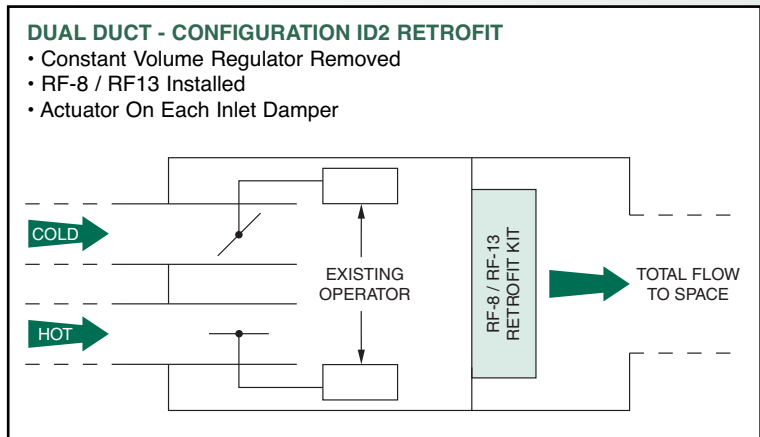 DUAL DUCT - CONFIGURATION ID2 RETROFIT
• Constant Volume Regulator Removed
• RF-8 / RF13 Installed
• Actuator On Each Inlet Damper
COLD
HOT
EXISTING
OPERATOR
RF-8 / RF-13
RETROFIT KIT
TOTAL FLOW
TO SPACE